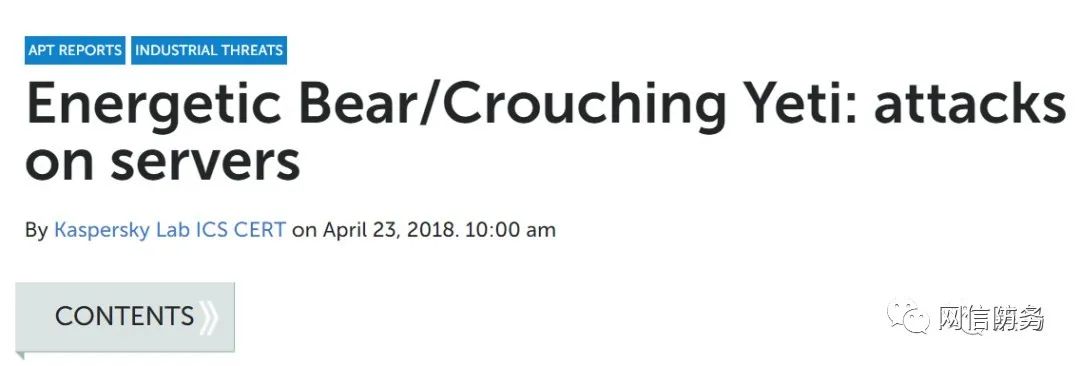 APT REPORTS INDUSTRIAL THREATS
Energetic Bear/Crouching Yeti: attacks
on servers
By Kaspersky Lab ICS CERT on April 23, 2018. 10:00 am
CONTENTS
网信防务